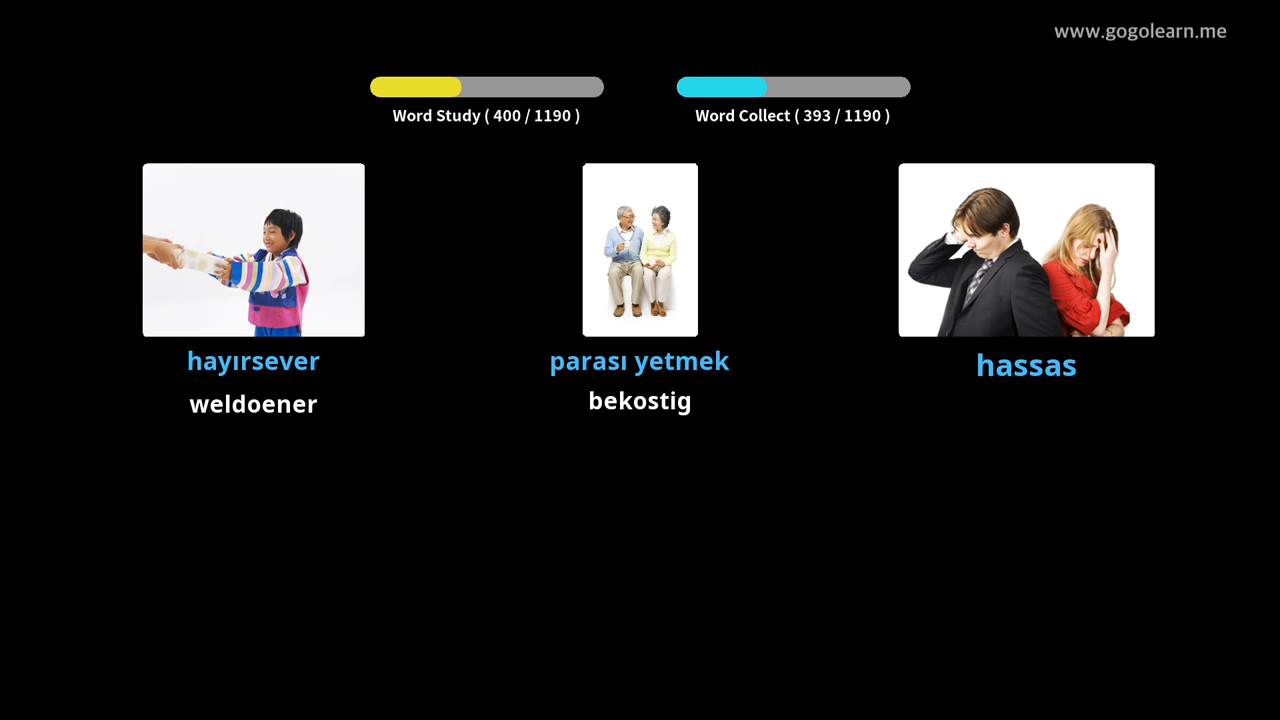 www.gogolearn.me
Word Study ( 400 / 1190 )
Word Collect ( 393 / 1190 )
hayırsever
weldoener
parası yetmek
bekostig
hassas